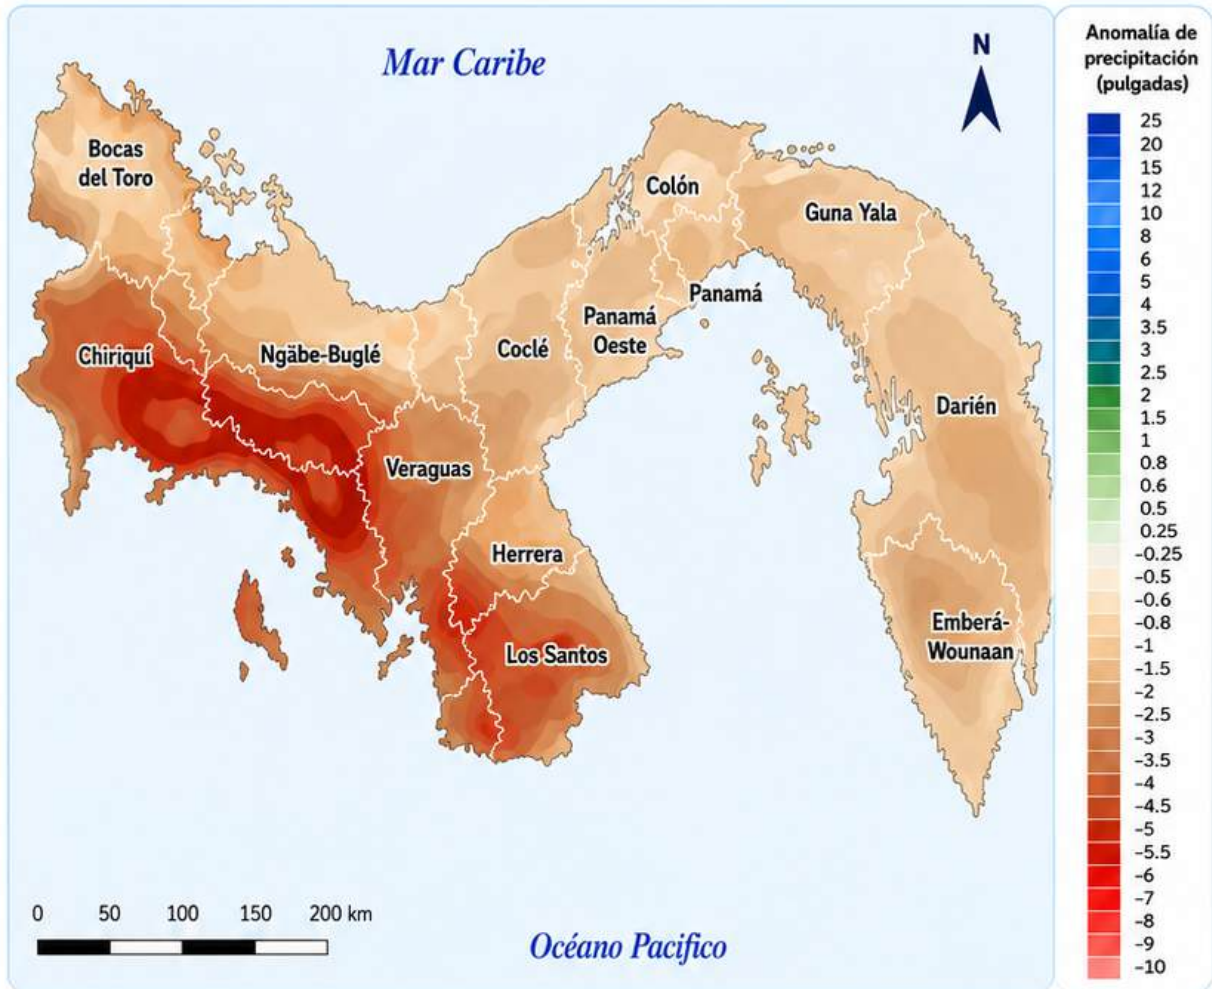 Mar Caribe
N
Bocas
del Toro
Colón
Guna Yala
Panamá
Panamá
Oeste
Chiriquí
Ngäbe-Buglé
Coclé
Darién
Veraguas
Herrera
Emberá-
Wounaan
Los Santos
0 50 100 150 200 km
Océano Pacifico
Anomalía de
precipitación
(pulgadas)
25
20
15
12
10
8
6
5
4
3.5
3
2.5
2
1.5
1
0.8
0.6
0.5
0.25
-0.25
-0.5
-0.6
-0.8
-1
-1.5
-2
-2.5
-3
-3.5
-4
-4.5
-5
-5.5
-6
-7
-8
-9
-10